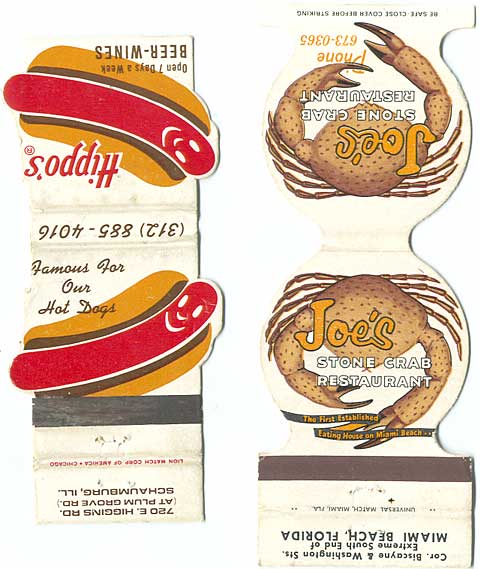 Open 7 Days a Week
BEER-WINES
Hippo's®
(312) 885-4016
Famous For
Our
Hot Dogs
LION MATCH CORP OF AMERICA • CHICAGO
720 E. HIGGINS RD.
(AT PLUM GROVE RD.)
SCHAUMBURG, ILL.
BE SAFE-CLOSE COVER BEFORE STRIKING
Phone
673-0365
Joe's
STONE CRAB
RESTAURANT
Joe's
STONE CRAB
RESTAURANT
The First Established
Eating House on Miami Beach ..
.. UNIVERSAL MATCH, MIAMI, FLA. ..
Cor. Biscayne & Washington Sts.
Extreme South End of
MIAMI BEACH, FLORIDA